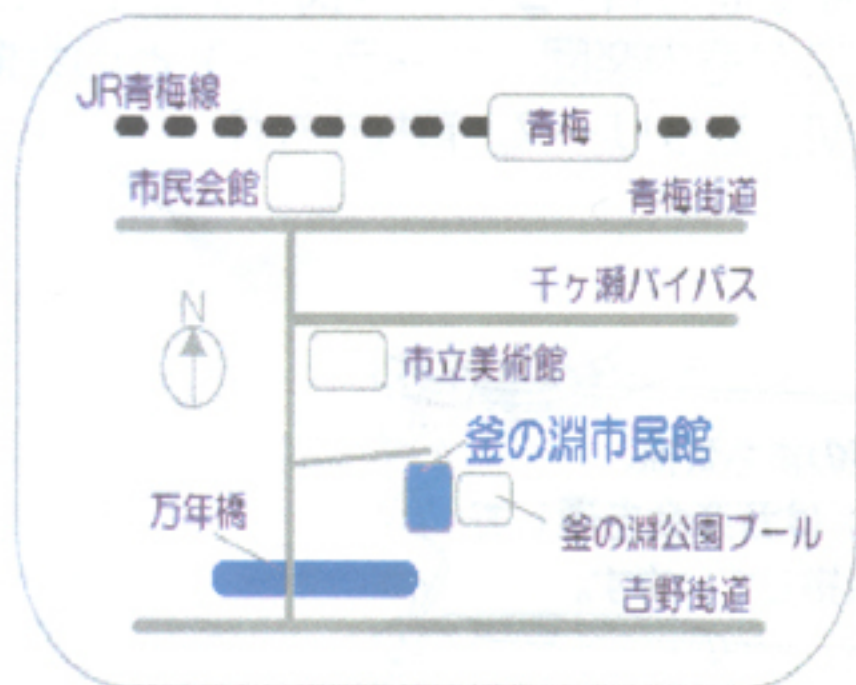 JR青梅線
青梅
市民会館
青梅街道
千ヶ瀬バイパス
N
市立美術館
釜の淵市民館
万年橋
釜の淵公園プール
吉野街道